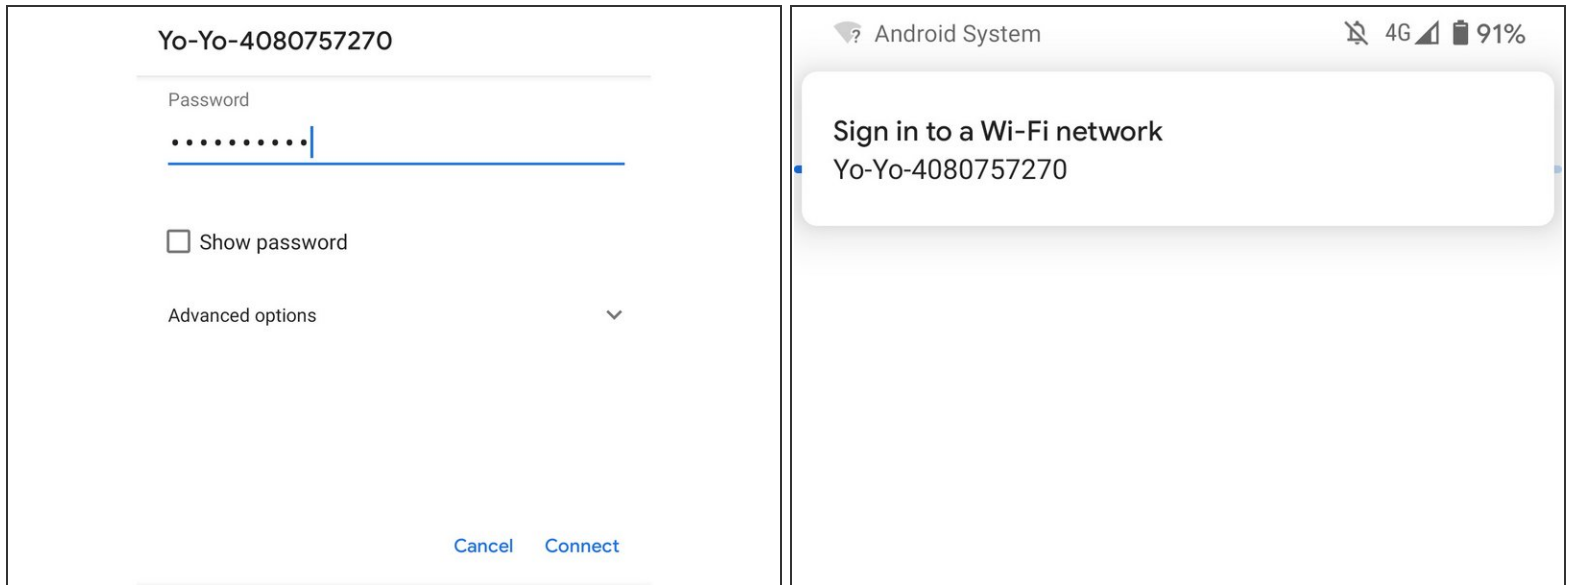 Yo-Yo-4080757270
Password
••••••••••
Show password
Advanced options
Cancel Connect
Android System 4G 91%
Sign in to a Wi-Fi network
Yo-Yo-4080757270